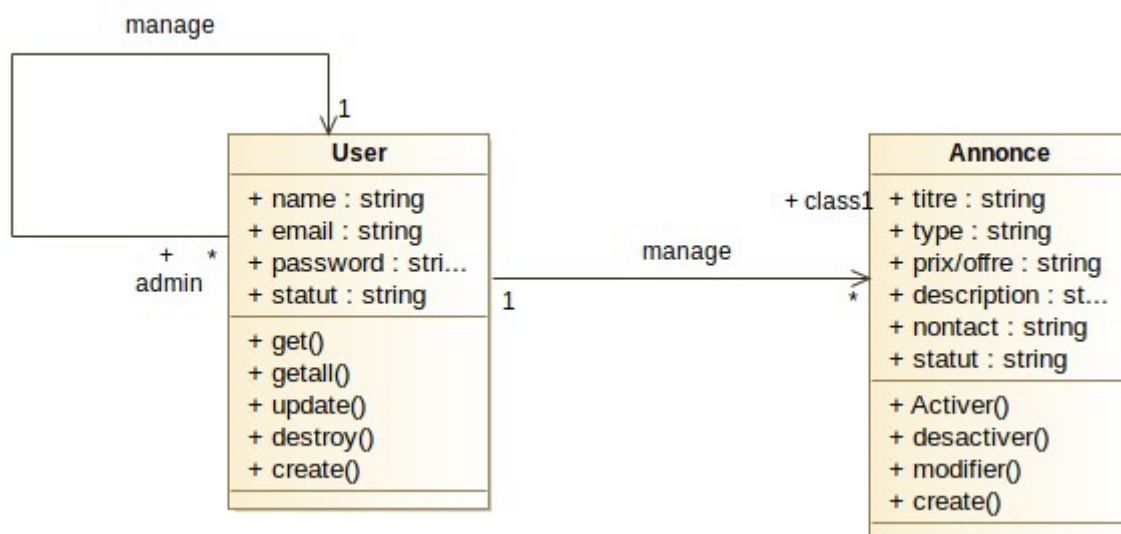 manage
1
User
+ name : string
+ email : string
+ password : stri...
+ statut : string
+ get()
+ getall()
+ update()
+ destroy()
+ create()
+
admin
*
manage
1
*
+ class1
Annonce
+ titre : string
+ type : string
+ prix/offre : string
+ description : st...
+ nontact : string
+ statut : string
+ Activer()
+ desactiver()
+ modifier()
+ create()